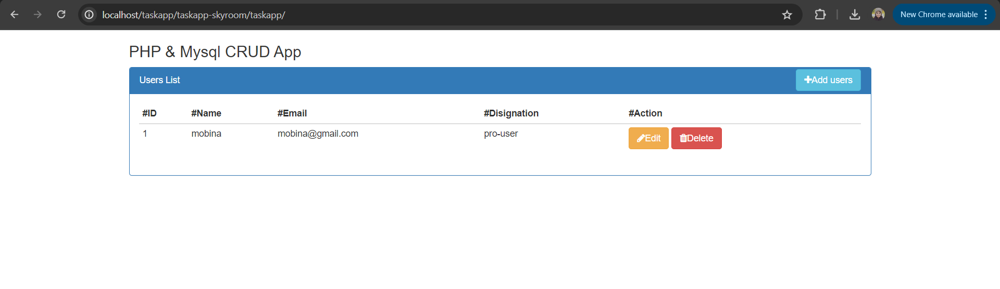 localhost/taskapp/taskapp-skyroom/taskapp/
New Chrome available
PHP & Mysql CRUD App
Users List
Add users
#ID #Name #Email #Disignation #Action
1 mobina mobina@gmail.com pro-user Edit Delete